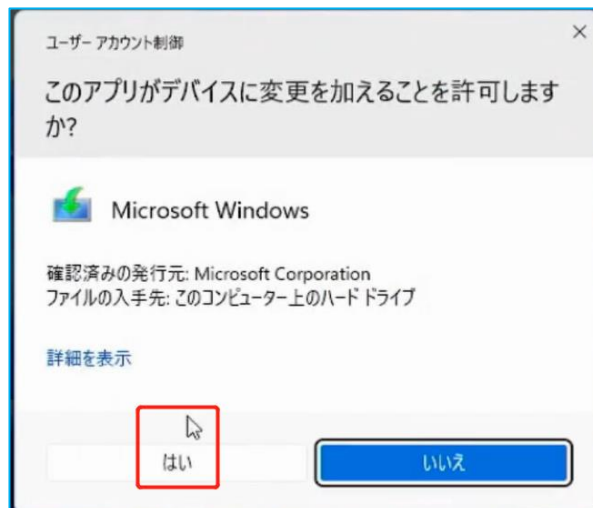 ユーザー アカウント制御
このアプリがデバイスに変更を加えることを許可します
か?
Microsoft Windows
確認済みの発行元: Microsoft Corporation
ファイルの入手先: このコンピューター上のハード ドライブ
詳細を表示
はい
いいえ